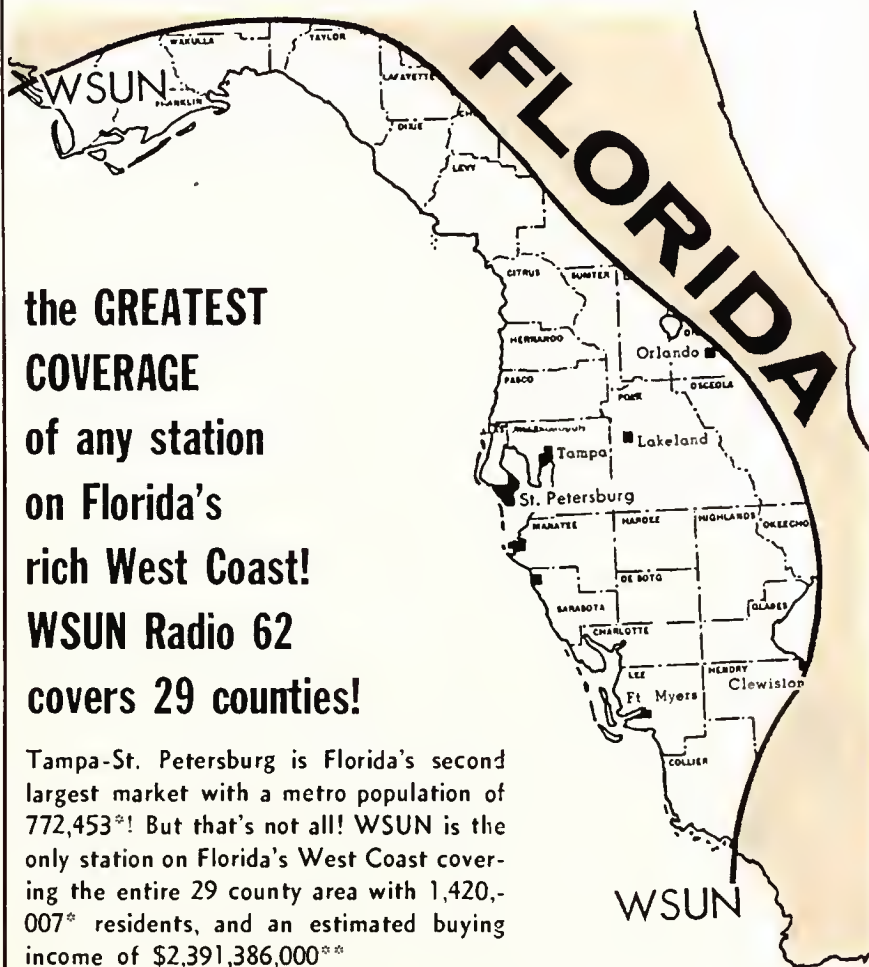 FLORIDA
WAKULLA
TAYLOR
LAFAYETTE
WSUN
FRANKLIN
DIXIE
LEVY
CITRUS
SUMTER
HERNANDO
Orlando
PASCO
OSCEOLA
POLK
Lakeland
Tampa
St. Petersburg
MANATEE
HARDEE
HIGHLANDS
OKEECHO
DE SOTO
SARASOTA
GLADES
CHARLOTTE
LEE
HENDRY
Clewiston
Ft Myers
COLLIER
WSUN
the GREATEST
COVERAGE
of any station
on Florida's
rich West Coast!
WSUN Radio 62
covers 29 counties!
Tampa-St. Petersburg is Florida's second
largest market with a metro population of
772,453*! But that's not all! WSUN is the
only station on Florida's West Coast cover-
ing the entire 29 county area with 1,420,-
007* residents, and an estimated buying
income of $2,391,386,000**